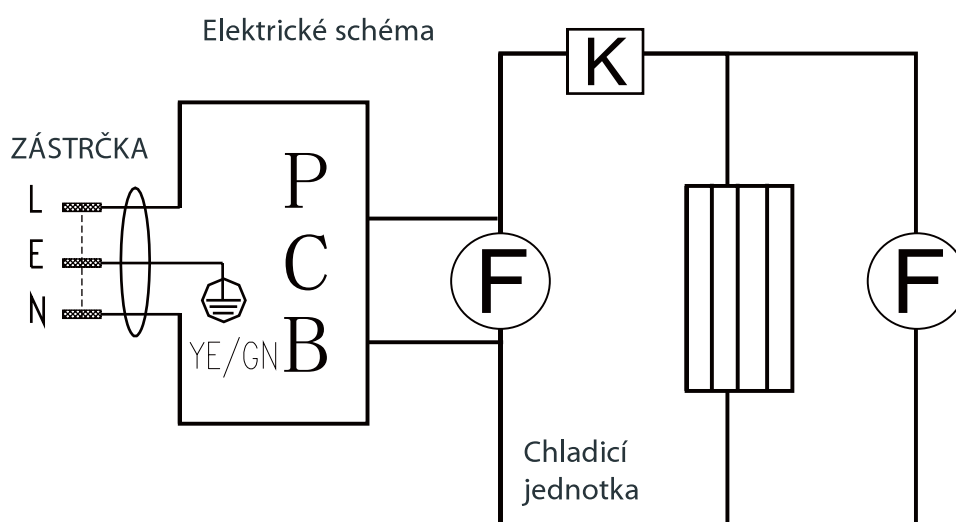 Elektrické schéma
K
ZÁSTRČKA
L
E
N
P
C
B
YE/GN
F
F
Chladicí
jednotka